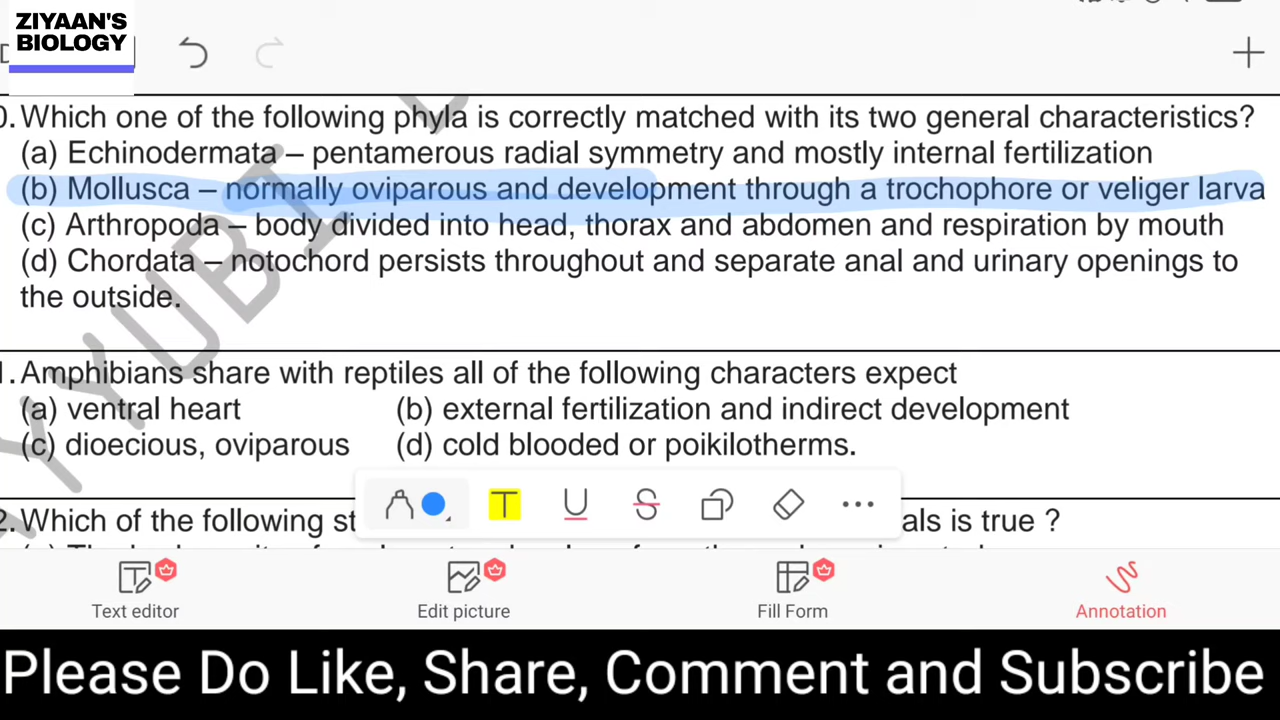 ZIYAAN'S
BIOLOGY
0. Which one of the following phyla is correctly matched with its two general characteristics?
(a) Echinodermata – pentamerous radial symmetry and mostly internal fertilization
(b) Mollusca – normally oviparous and development through a trochophore or veliger larva
(c) Arthropoda – body divided into head, thorax and abdomen and respiration by mouth
(d) Chordata – notochord persists throughout and separate anal and urinary openings to
the outside.
1. Amphibians share with reptiles all of the following characters expect
(a) ventral heart (b) external fertilization and indirect development
(c) dioecious, oviparous (d) cold blooded or poikilotherms.
2. Which of the following st als is true ?
T U S
Text editor Edit picture Fill Form Annotation
Please Do Like, Share, Comment and Subscribe